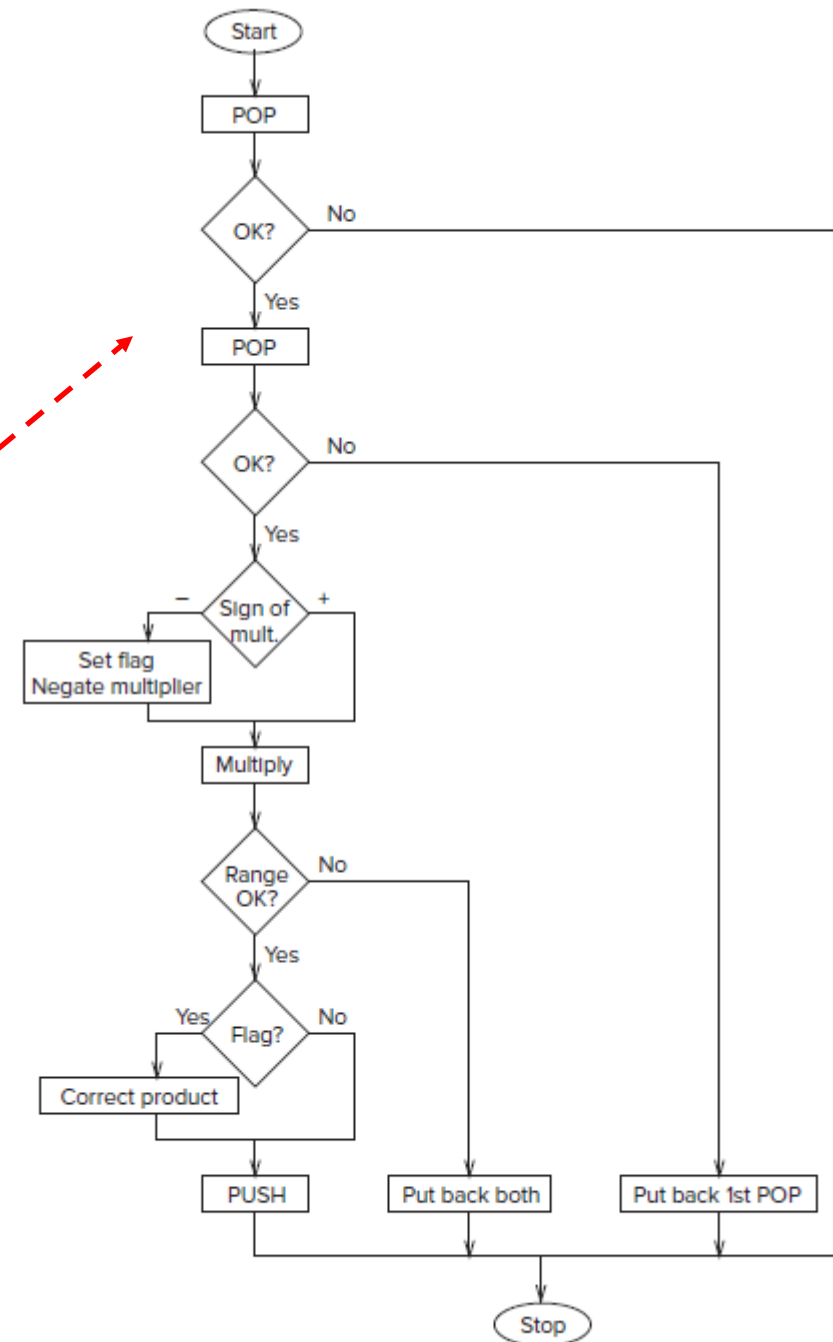 Start
POP
OK?
No
Yes
POP
OK?
No
Yes
Sign of
mult.
–
+
Set flag
Negate multiplier
Multiply
Range
OK?
No
Yes
Flag?
Yes
No
Correct product
PUSH
Put back both
Put back 1st POP
Stop